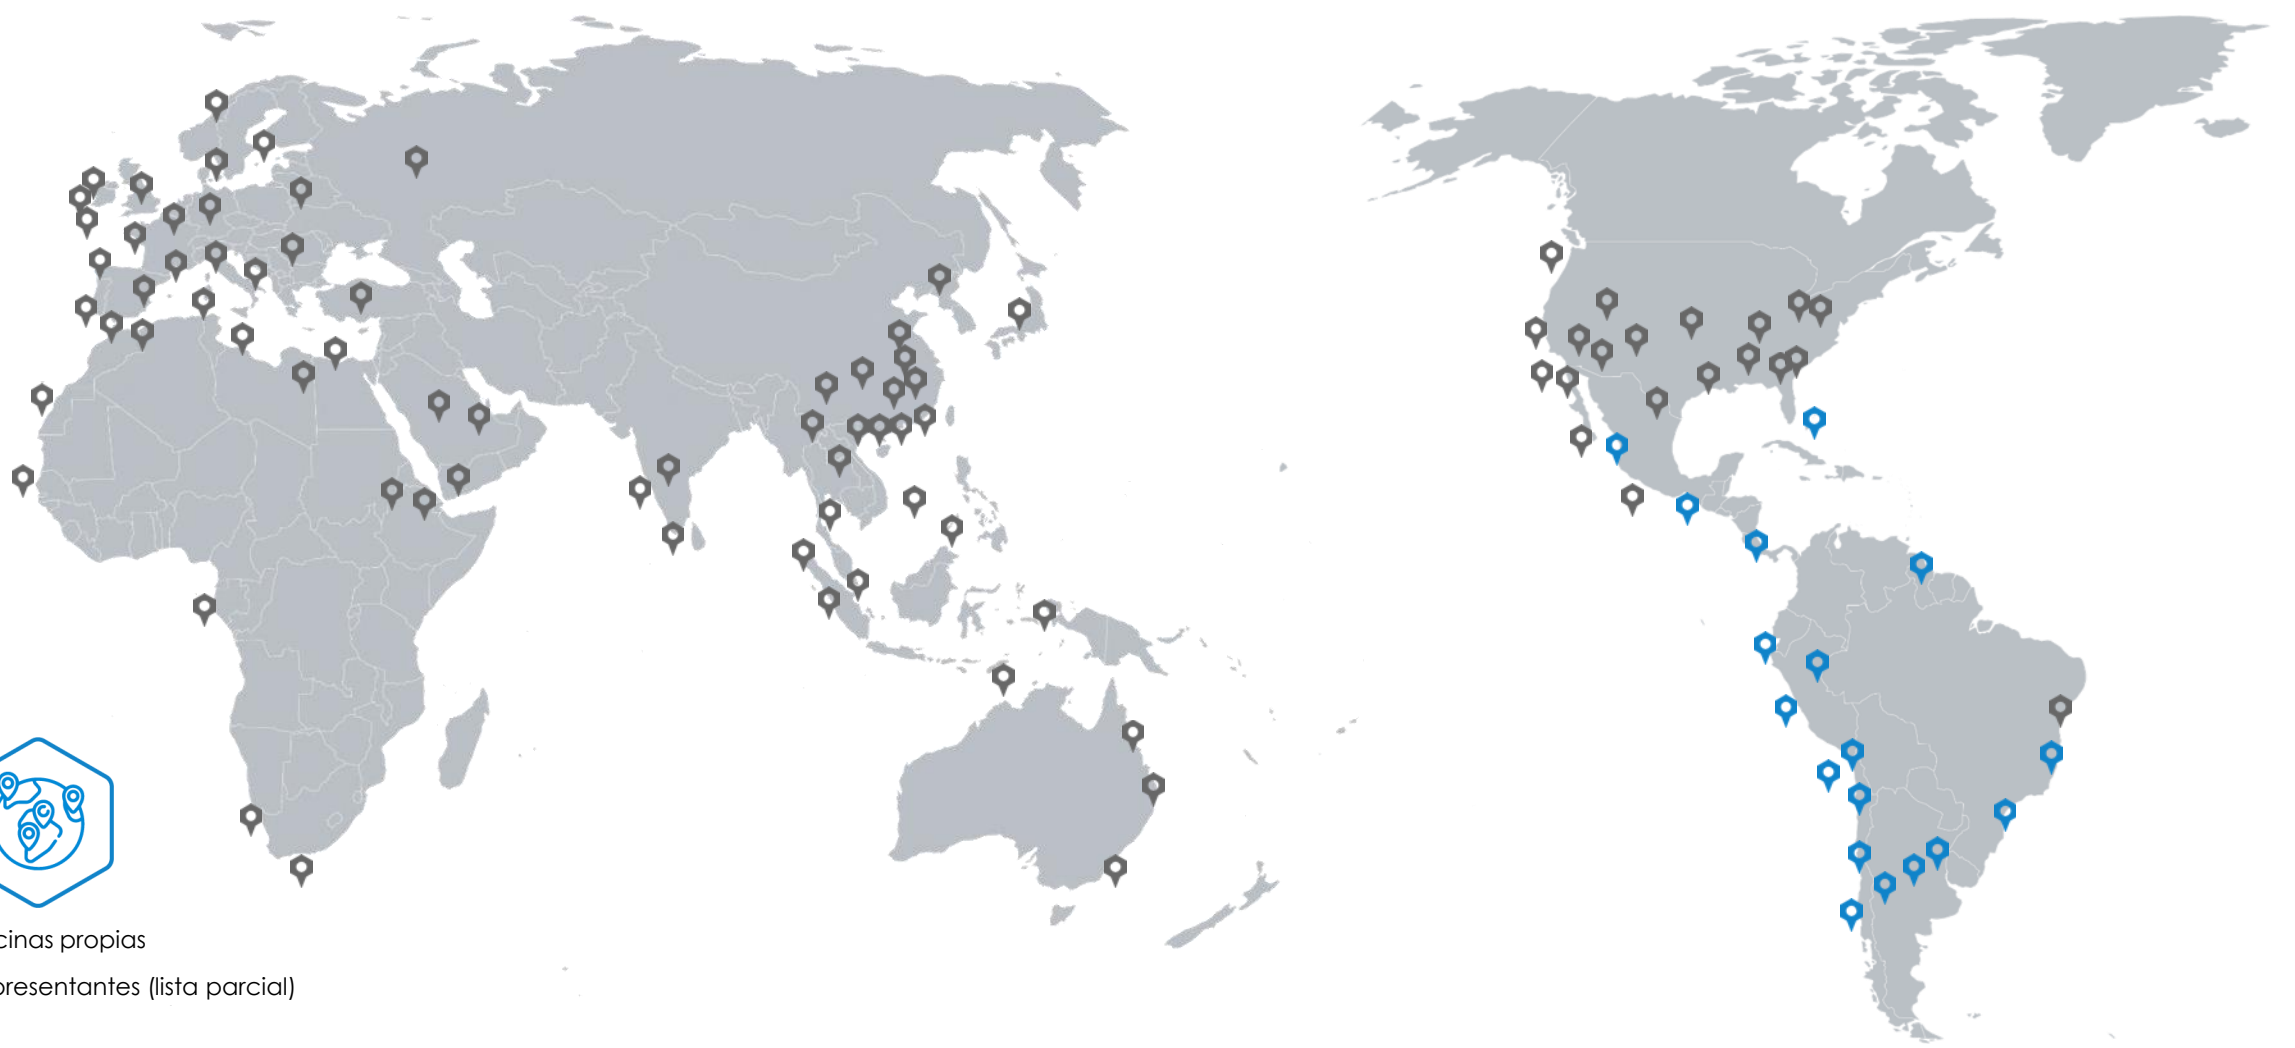 cinas propias
presentantes (lista parcial)